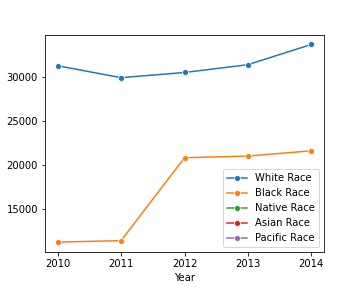 30000
25000
20000
15000
2010 2011 2012 2013 2014
Year
White Race
Black Race
Native Race
Asian Race
Pacific Race